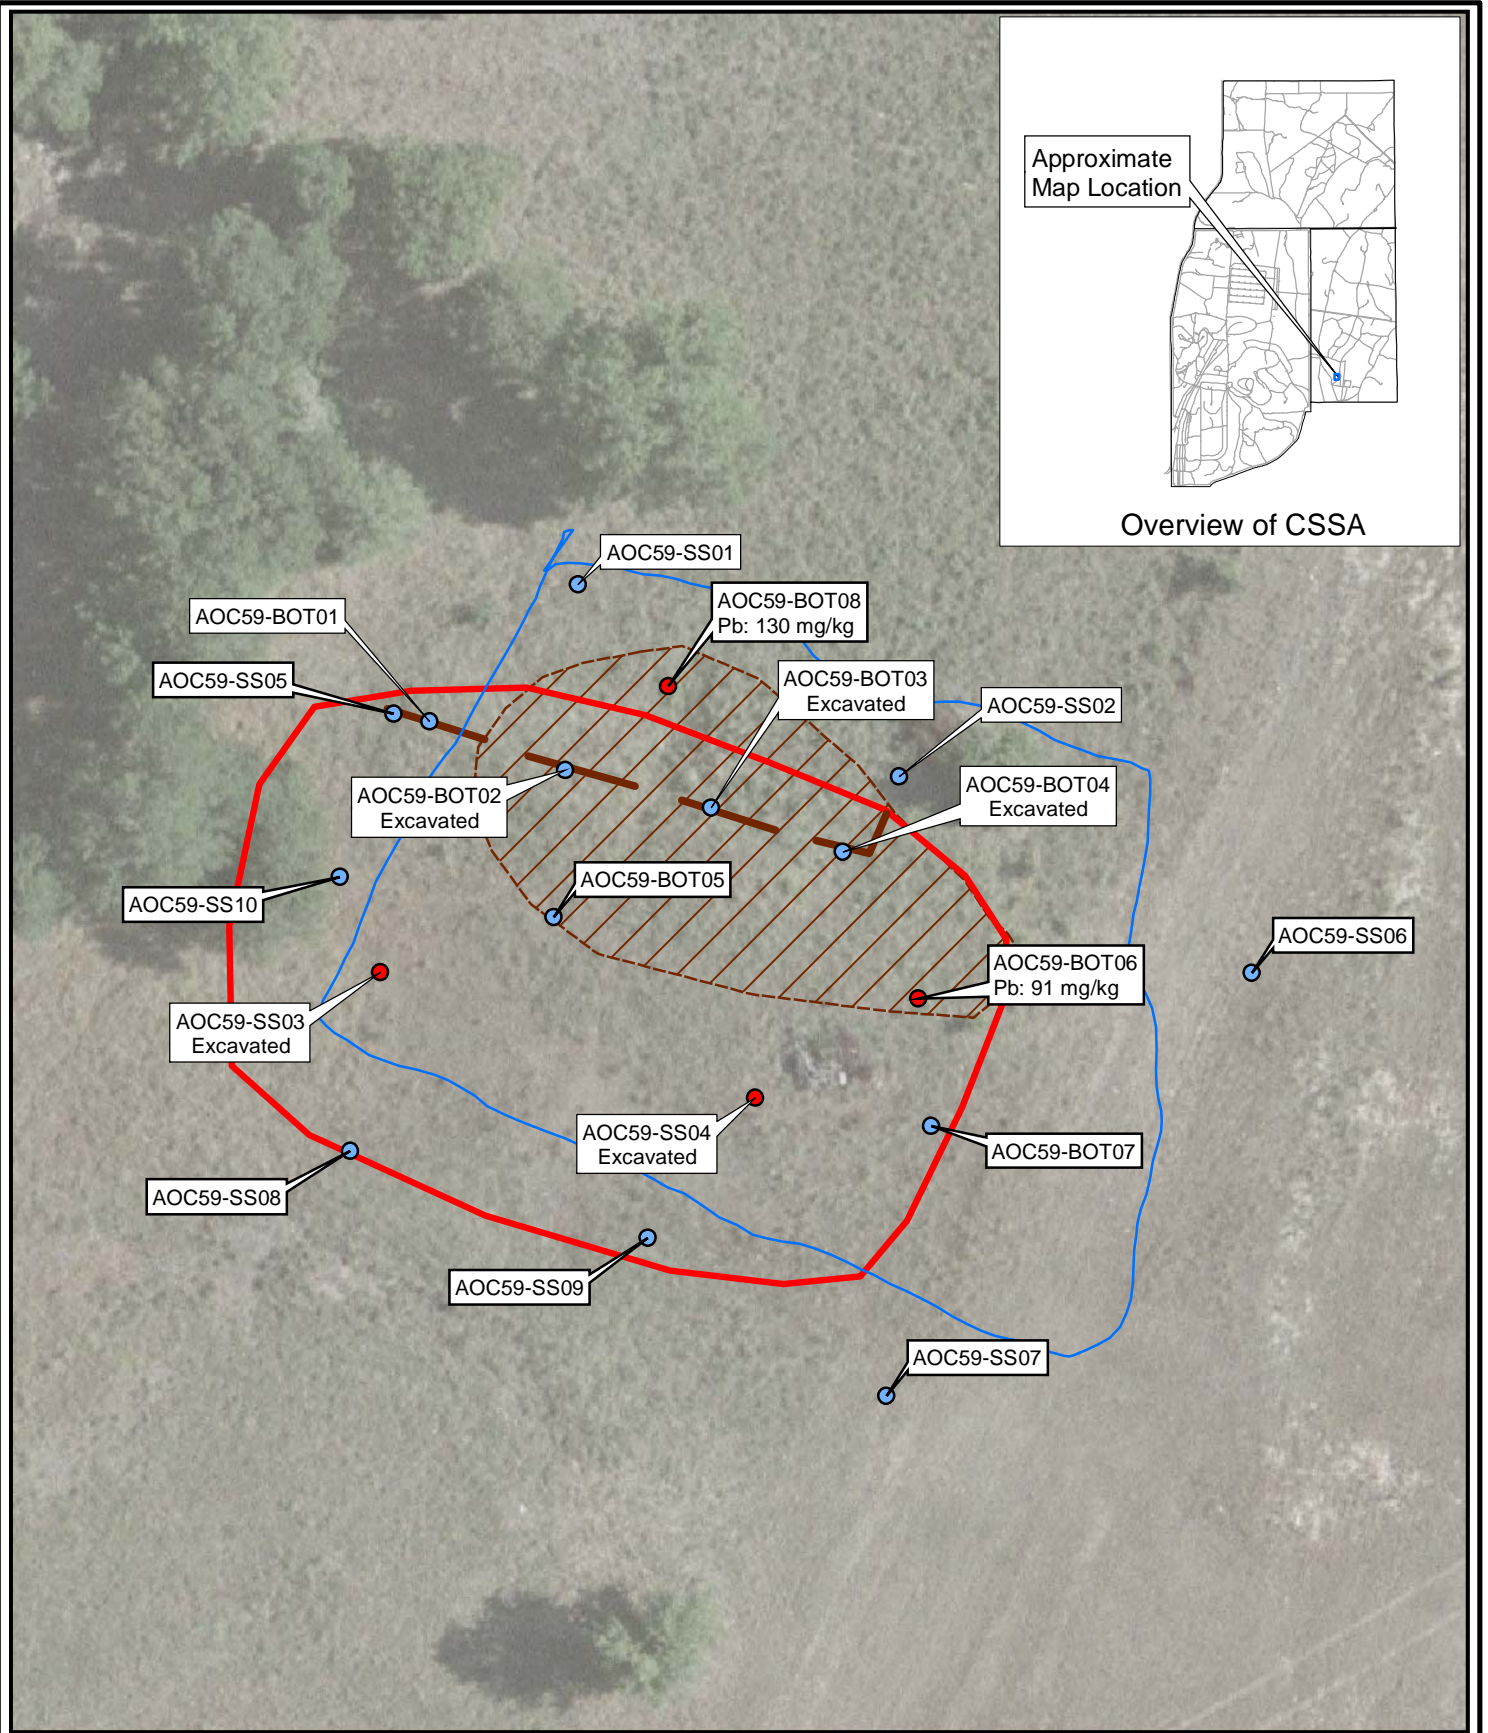 Approximate
Map Location
Overview of CSSA
AOC59-SS01
AOC59-BOT08
Pb: 130 mg/kg
AOC59-BOT01
AOC59-SS05
AOC59-BOT03
Excavated
AOC59-SS02
AOC59-BOT02
Excavated
AOC59-BOT04
Excavated
AOC59-BOT05
AOC59-SS10
AOC59-SS06
AOC59-BOT06
Pb: 91 mg/kg
AOC59-SS03
Excavated
AOC59-SS04
Excavated
AOC59-BOT07
AOC59-SS08
AOC59-SS09
AOC59-SS07